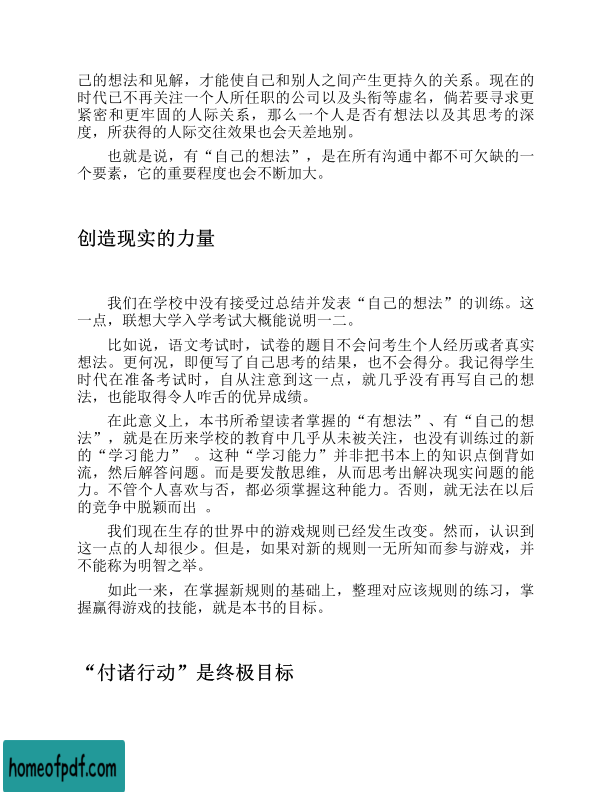 己的想法和见解，才能使自己和别人之间产生更持久的关系。现在的
时代已不再关注一个人所任职的公司以及头衔等虚名，倘若要寻求更
紧密和更牢固的人际关系，那么一个人是否有想法以及其思考的深
度，所获得的人际交往效果也会天差地别。
也就是说，有“自己的想法”，是在所有沟通中都不可欠缺的一
个要素，它的重要程度也会不断加大。
创造现实的力量
我们在学校中没有接受过总结并发表“自己的想法”的训练。这
一点，联想大学入学考试大概能说明一二。
比如说，语文考试时，试卷的题目不会问考生个人经历或者真实
想法。更何况，即便写了自己思考的结果，也不会得分。我记得学生
时代在准备考试时，自从注意到这一点，就几乎没有再写自己的想
法，也能取得令人咋舌的优异成绩。
在此意义上，本书所希望读者掌握的“有想法”、有“自己的想
法”，就是在历来学校的教育中几乎从未被关注，也没有训练过的新
的“学习能力” 。这种“学习能力”并非把书本上的知识点倒背如
流，然后解答问题。而是要发散思维，从而思考出解决现实问题的能
力。不管个人喜欢与否，都必须掌握这种能力。否则，就无法在以后
的竞争中脱颖而出 。
我们现在生存的世界中的游戏规则已经发生改变。然而，认识到
这一点的人却很少。但是，如果对新的规则一无所知而参与游戏，并
不能称为明智之举。
如此一来，在掌握新规则的基础上，整理对应该规则的练习，掌
握赢得游戏的技能，就是本书的目标。
“付诸行动”是终极目标
homeofpdf.com